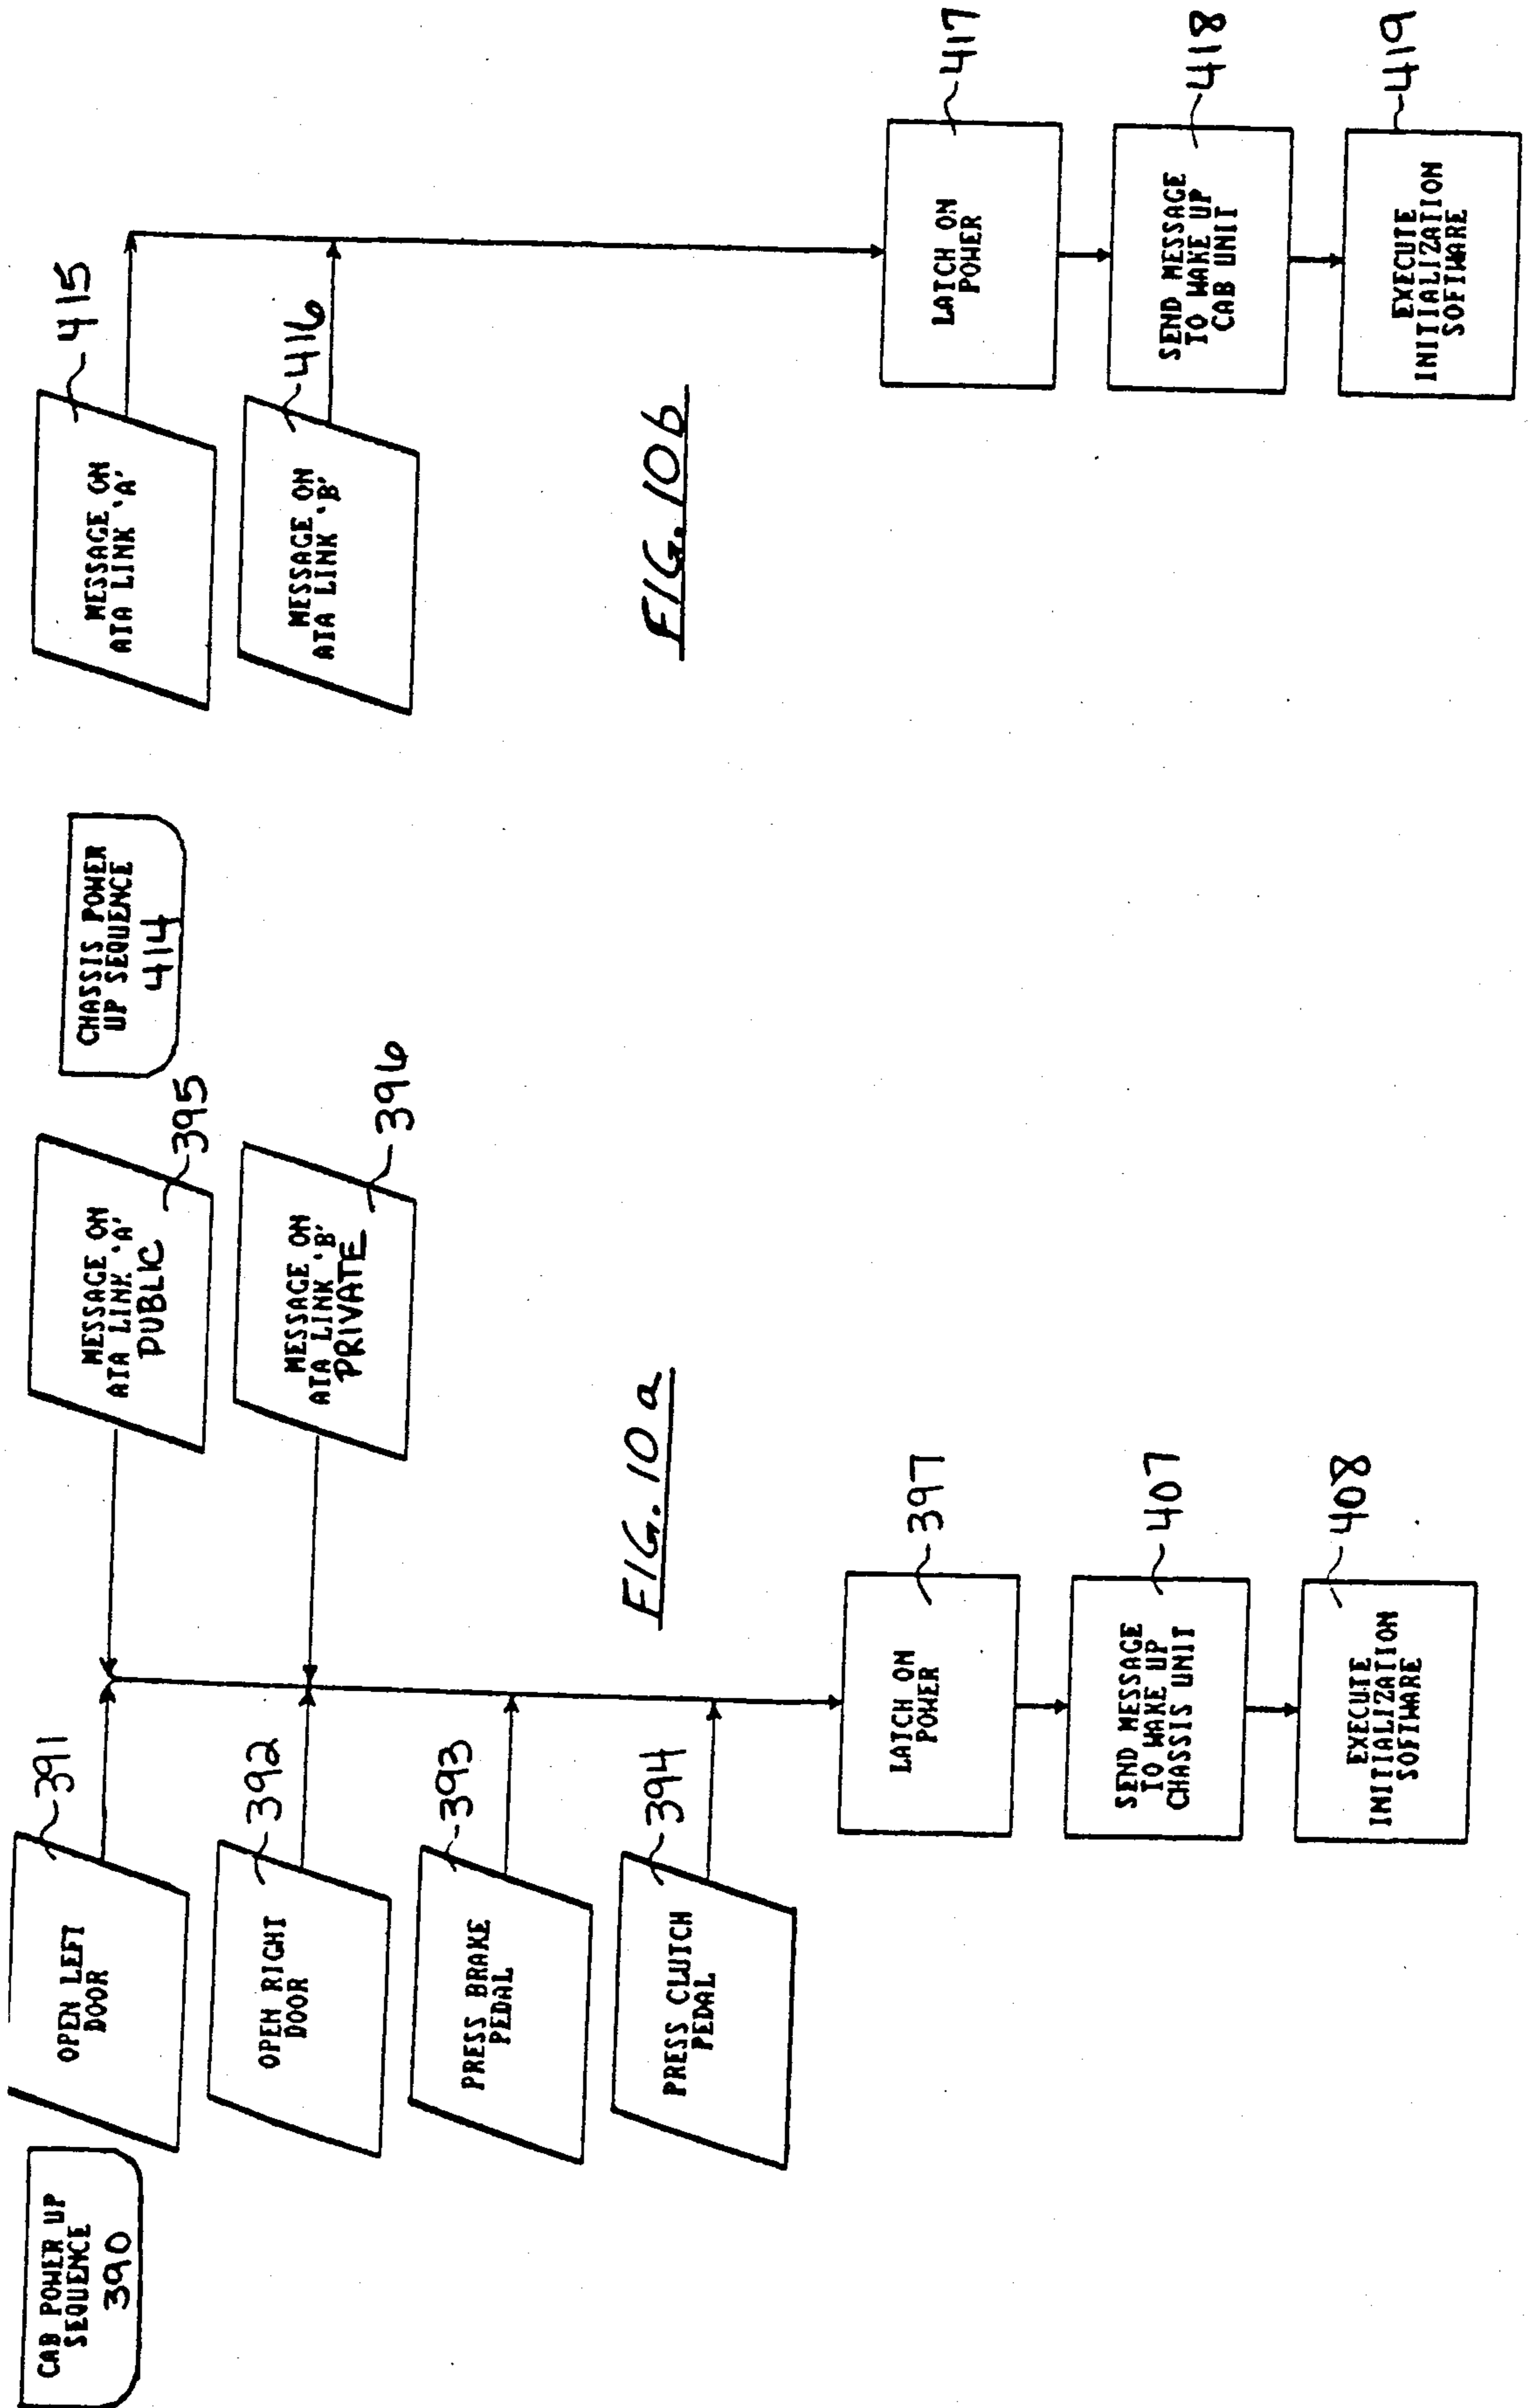 CAB POWER UP
SEQUENCE
390
OPEN LEFT
DOOR
391
OPEN RIGHT
DOOR
392
PRESS BRAKE
PEDAL
393
PRESS CLUTCH
PEDAL
394
MESSAGE ON
ATA LINK 'A'
PUBLIC
395
MESSAGE ON
ATA LINK 'B'
PRIVATE
396
LATCH ON
POWER
397
SEND MESSAGE
TO WAKE UP
CHASSIS UNIT
407
EXECUTE
INITIALIZATION
SOFTWARE
408
FIG. 10a
CHASSIS POWER
UP SEQUENCE
414
MESSAGE ON
ATA LINK 'A'
415
MESSAGE ON
ATA LINK 'B'
416
LATCH ON
POWER
417
SEND MESSAGE
TO WAKE UP
CAB UNIT
418
EXECUTE
INITIALIZATION
SOFTWARE
419
FIG. 10b